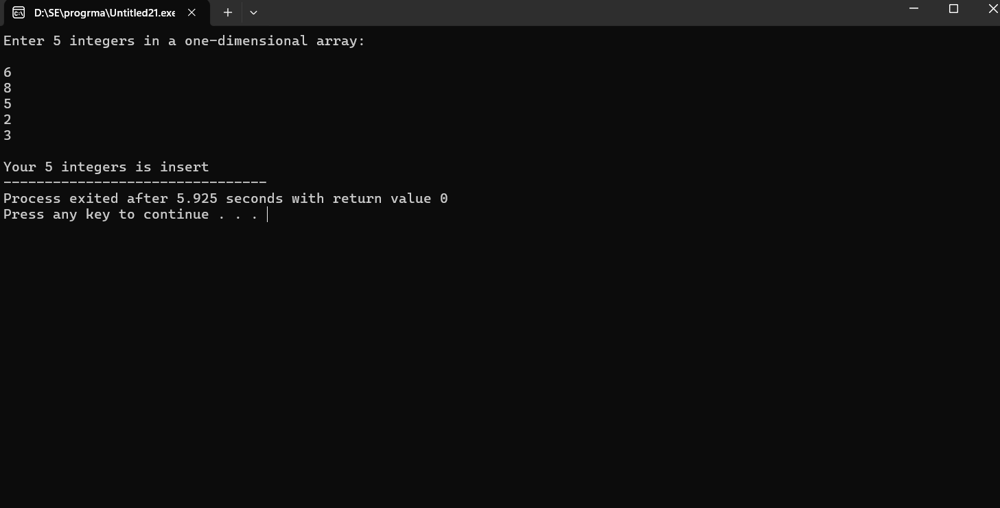 D:\SE\progrma\Untitled21.exe
Enter 5 integers in a one-dimensional array:
6
8
5
2
3
Your 5 integers is insert
--------------------------------
Process exited after 5.925 seconds with return value 0
Press any key to continue . . .